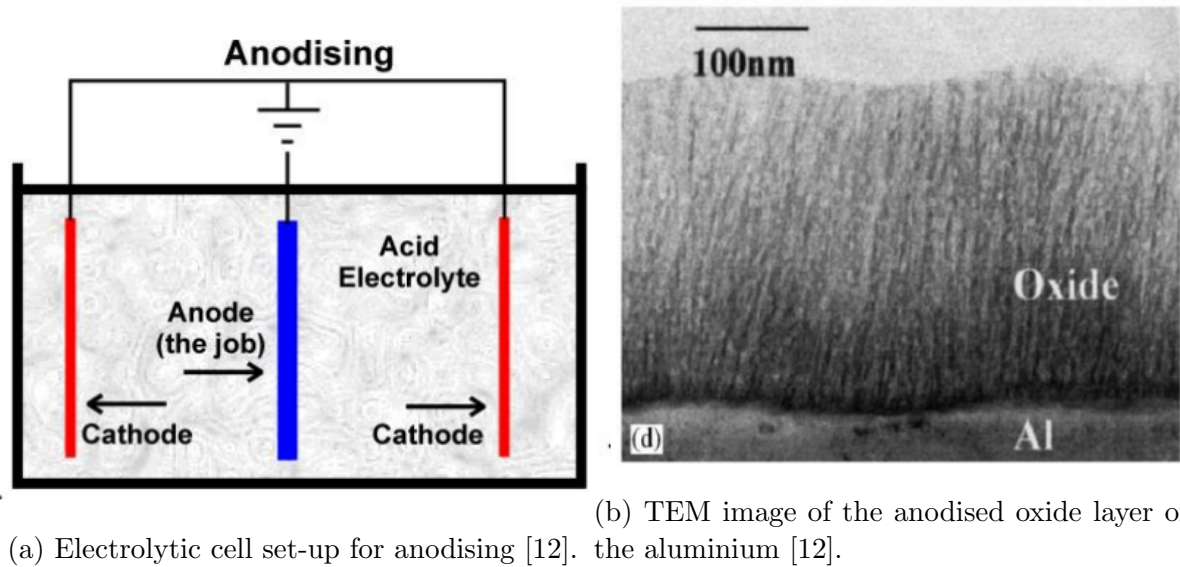 Anodising
Acid
Electrolyte
Anode
(the job)
Cathode
Cathode
100nm
Oxide
Al
(d)
(a) Electrolytic cell set-up for anodising [12].
(b) TEM image of the anodised oxide layer o
the aluminium [12].